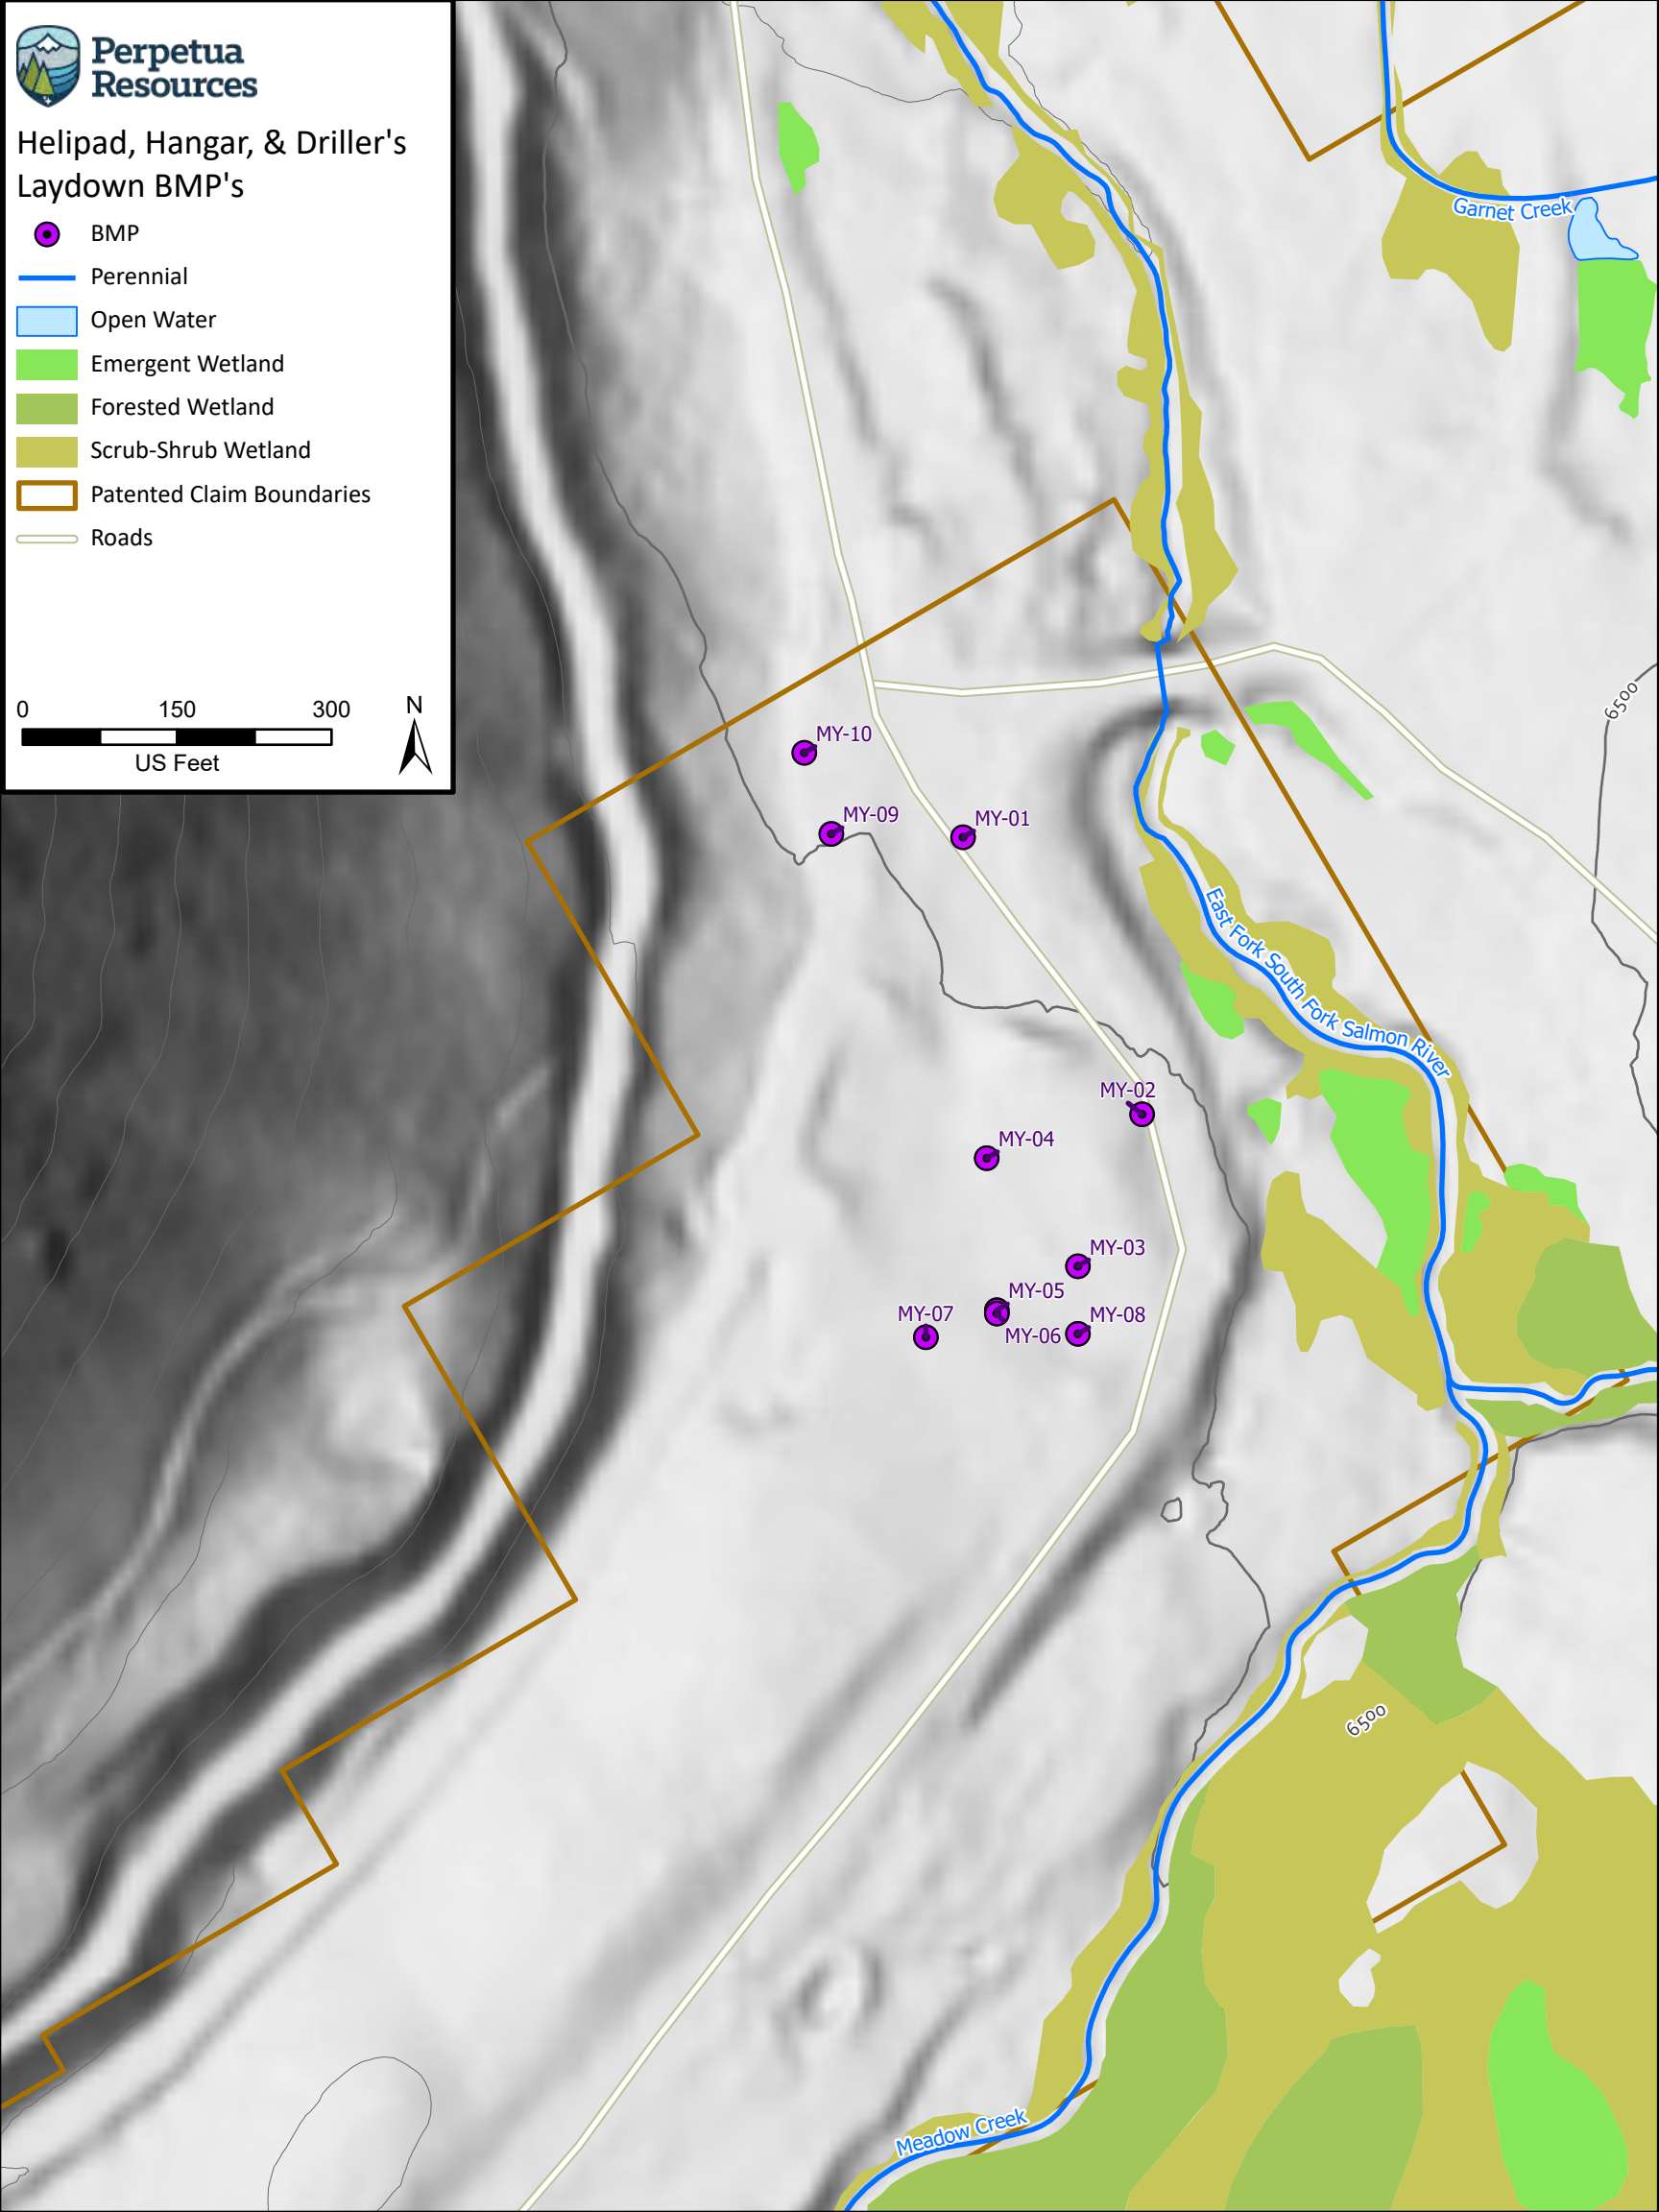 Perpetua
Resources
Helipad, Hangar, & Driller's
Laydown BMP's
BMP
Perennial
Open Water
Emergent Wetland
Forested Wetland
Scrub-Shrub Wetland
Patented Claim Boundaries
Roads
0 150 300
US Feet
N
Garnet Creek
6500
MY-10
MY-09
MY-01
East Fork South Fork Salmon River
MY-02
MY-04
MY-03
MY-05
MY-07
MY-06
MY-08
6500
Meadow Creek